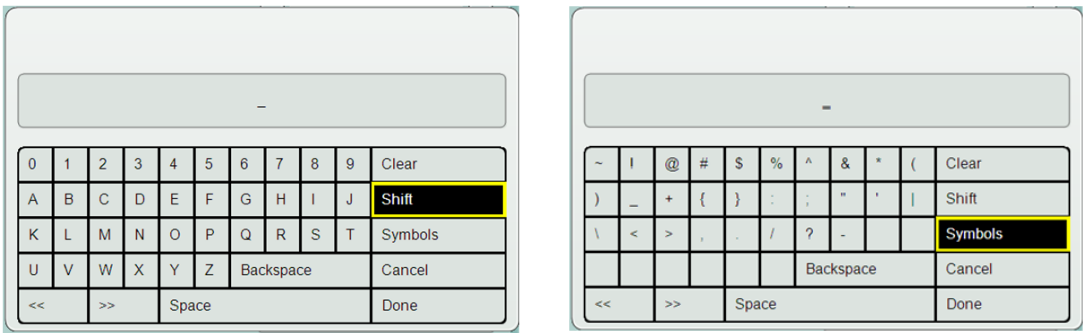 _
0 1 2 3 4 5 6 7 8 9 Clear
A B C D E F G H I J Shift
K L M N O P Q R S T Symbols
U V W X Y Z Backspace Cancel
<< >> Space Done
_
~ ! @ # $ % ^ & * ( Clear
) _ + { } : ; " ' | Shift
\ < > , . / ? - Symbols
Backspace Cancel
<< >> Space Done